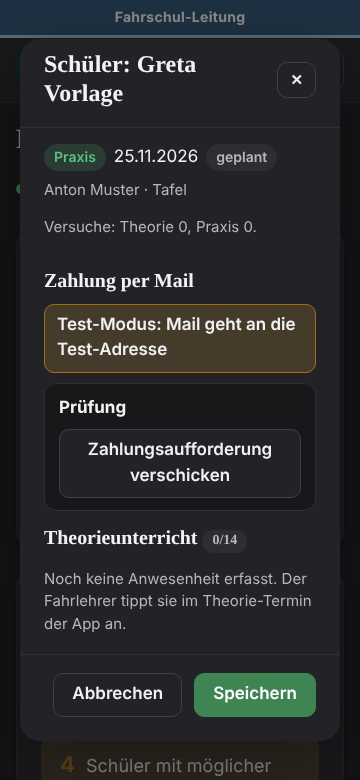 Fahrschul-Leitung
Schüler: Greta
Vorlage
×
Praxis 25.11.2026 geplant
Anton Muster · Tafel
Versuche: Theorie 0, Praxis 0.
Zahlung per Mail
Test-Modus: Mail geht an die
Test-Adresse
Prüfung
Zahlungsaufforderung
verschicken
Theorieunterricht 0/14
Noch keine Anwesenheit erfasst. Der
Fahrlehrer tippt sie im Theorie-Termin
der App an.
Abbrechen Speichern
4 Schüler mit möglicher